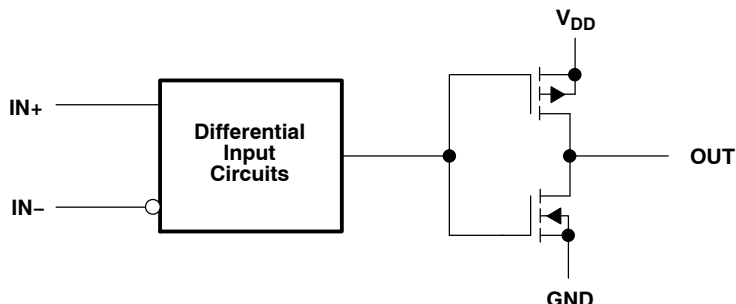 VDD
IN+
Differential
Input
Circuits
OUT
IN−
GND